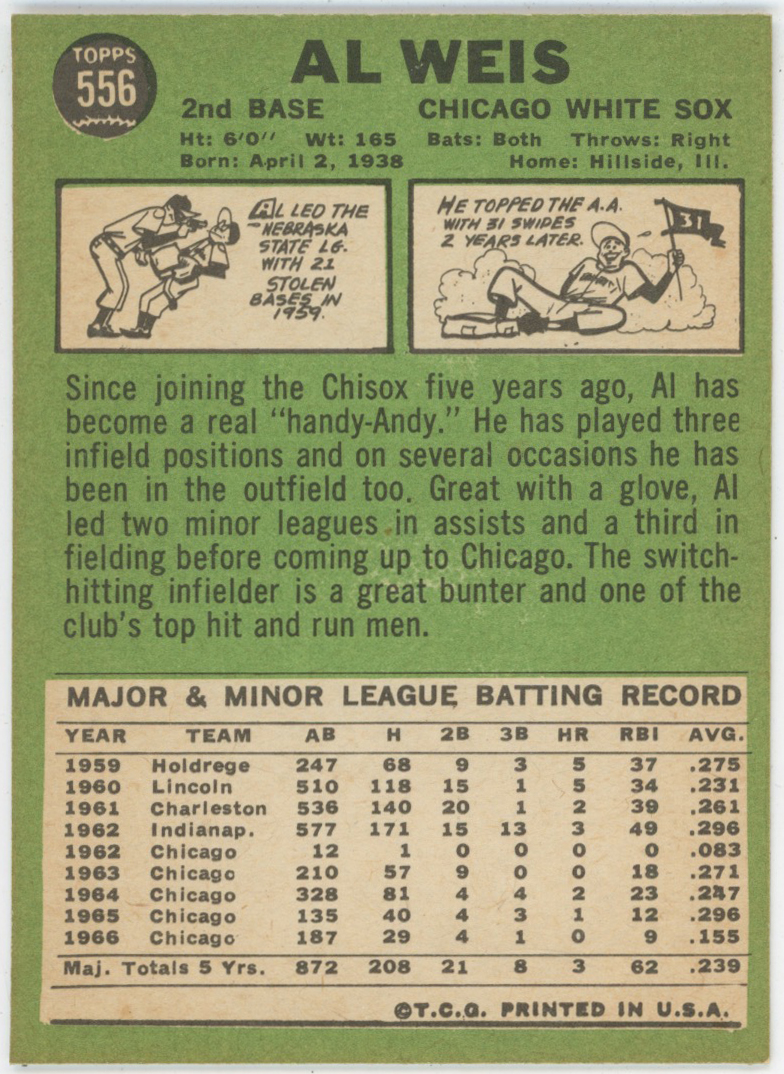 TOPPS
556
AL WEIS
2nd BASE CHICAGO WHITE SOX
Ht: 6'0" Wt: 165 Bats: Both Throws: Right
Born: April 2, 1938 Home: Hillside, Ill.
AL LED THE
NEBRASKA
STATE LG.
WITH 21
STOLEN
BASES IN
1959.
HE TOPPED THE A.A.
WITH 31 SWIPES
2 YEARS LATER.
31
Since joining the Chisox five years ago, Al has
become a real "handy-Andy." He has played three
infield positions and on several occasions he has
been in the outfield too. Great with a glove, Al
led two minor leagues in assists and a third in
fielding before coming up to Chicago. The switch-
hitting infielder is a great bunter and one of the
club's top hit and run men.
MAJOR & MINOR LEAGUE BATTING RECORD
YEAR TEAM AB H 2B 3B HR RBI AVG.
1959 Holdrege 247 68 9 3 5 37 .275
1960 Lincoln 510 118 15 1 5 34 .231
1961 Charleston 536 140 20 1 2 39 .261
1962 Indianap. 577 171 15 13 3 49 .296
1962 Chicago 12 1 0 0 0 0 .083
1963 Chicago 210 57 9 0 0 18 .271
1964 Chicago 328 81 4 4 2 23 .247
1965 Chicago 135 40 4 3 1 12 .296
1966 Chicago 187 29 4 1 0 9 .155
Maj. Totals 5 Yrs. 872 208 21 8 3 62 .239
©T.C.G. PRINTED IN U.S.A.